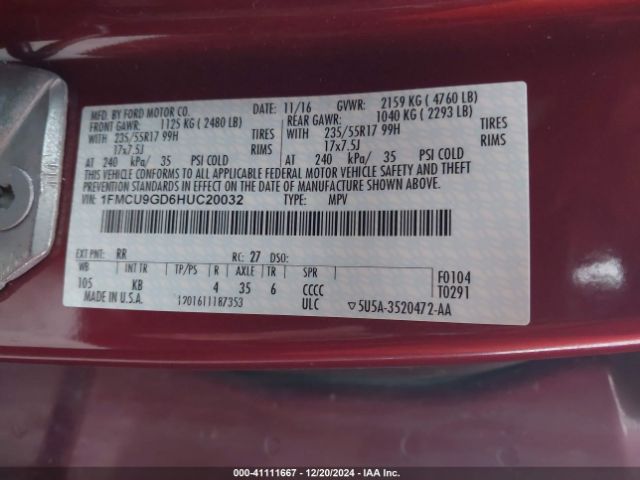 MFD. BY FORD MOTOR CO.
DATE: 11/16 GVWR: 2159 KG ( 4760 LB)
FRONT GAWR: 1125 KG ( 2480 LB)
REAR GAWR: 1040 KG ( 2293 LB)
WITH 235/55R17 99H TIRES
WITH 235/55R17 99H TIRES
17x7.5J RIMS
17x7.5J RIMS
AT 240 kPa/ 35 PSI COLD
AT 240 kPa/ 35 PSI COLD
THIS VEHICLE CONFORMS TO ALL APPLICABLE FEDERAL MOTOR VEHICLE SAFETY AND THEFT
PREVENTION STANDARDS IN EFFECT ON THE DATE OF MANUFACTURE SHOWN ABOVE.
VIN: 1FMCU9GD6HUC20032 TYPE: MPV
EXT PNT: RR RC: 27 DSO:
WB INT TR TP/PS R AXLE TR SPR
105 KB 4 35 6 CCCC
F0104
T0291
MADE IN U.S.A. ULC ▽5U5A-3520472-AA
000-41111667 • 12/20/2024 • IAAI.com